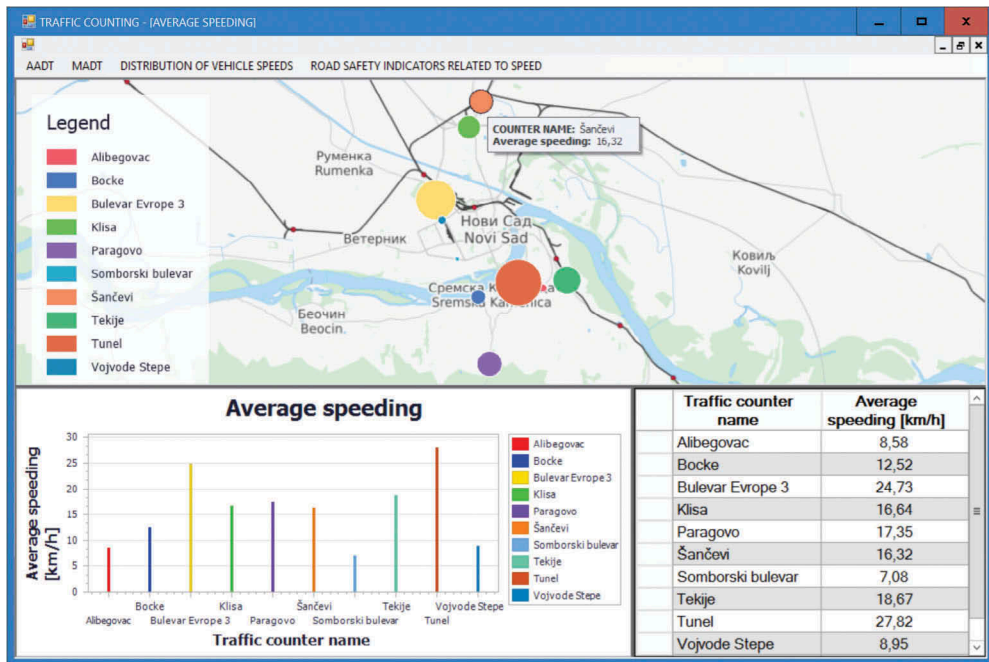 TRAFFIC COUNTING - [AVERAGE SPEEDING]
AADT MADT DISTRIBUTION OF VEHICLE SPEEDS ROAD SAFETY INDICATORS RELATED TO SPEED
Legend
Alibegovac
Bocke
Bulevar Evrope 3
Klisa
Paragovo
Somborski bulevar
Šančevi
Tekije
Tunel
Vojvode Stepe
COUNTER NAME: Šančevi
Average speeding: 16,32
Руменка
Rumenka
Ветерник
Нови Сад
Novi Sad
Ковиљ
Kovilj
Сремска
Sremska
Беочин
Beocin.
Average speeding
Average speeding
[km/h]
30
25
20
15
10
5
0
Bocke Klisa Šančevi Tekije Vojvode Stepe
Alibegovac Bulevar Evrope 3 Paragovo Somborski bulevar Tunel
Traffic counter name
Alibegovac
Bocke
Bulevar Evrope 3
Klisa
Paragovo
Šančevi
Somborski bulevar
Tekije
Tunel
Vojvode Stepe
Traffic counter name Average speeding [km/h]
Alibegovac 8,58
Bocke 12,52
Bulevar Evrope 3 24,73
Klisa 16,64
Paragovo 17,35
Šančevi 16,32
Somborski bulevar 7,08
Tekije 18,67
Tunel 27,82
Vojvode Stepe 8,95